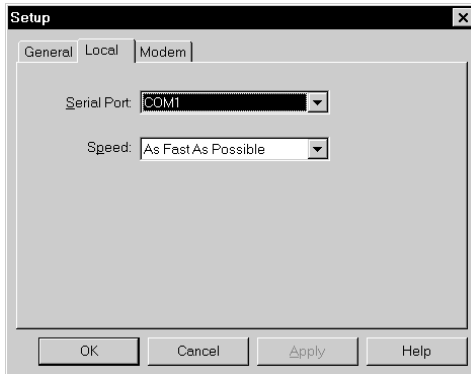 Setup
General Local Modem
Serial Port: COM1
Speed: As Fast As Possible
OK Cancel Apply Help